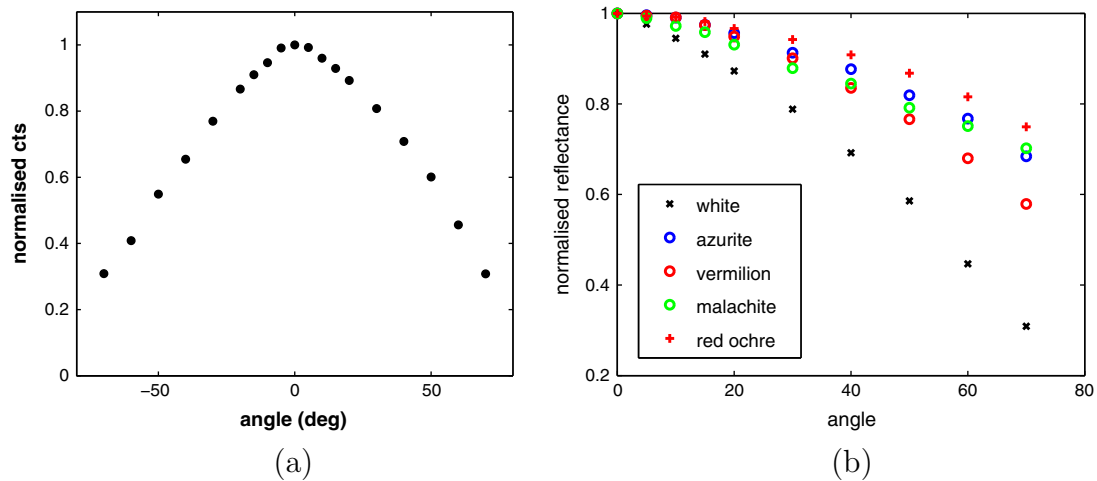 normalised cts
1
0.8
0.6
0.4
0.2
0
−50
0
50
angle (deg)
(a)
normalised reflectance
1
0.8
0.6
0.4
0.2
0
20
40
60
80
angle
white
azurite
vermilion
malachite
red ochre
(b)